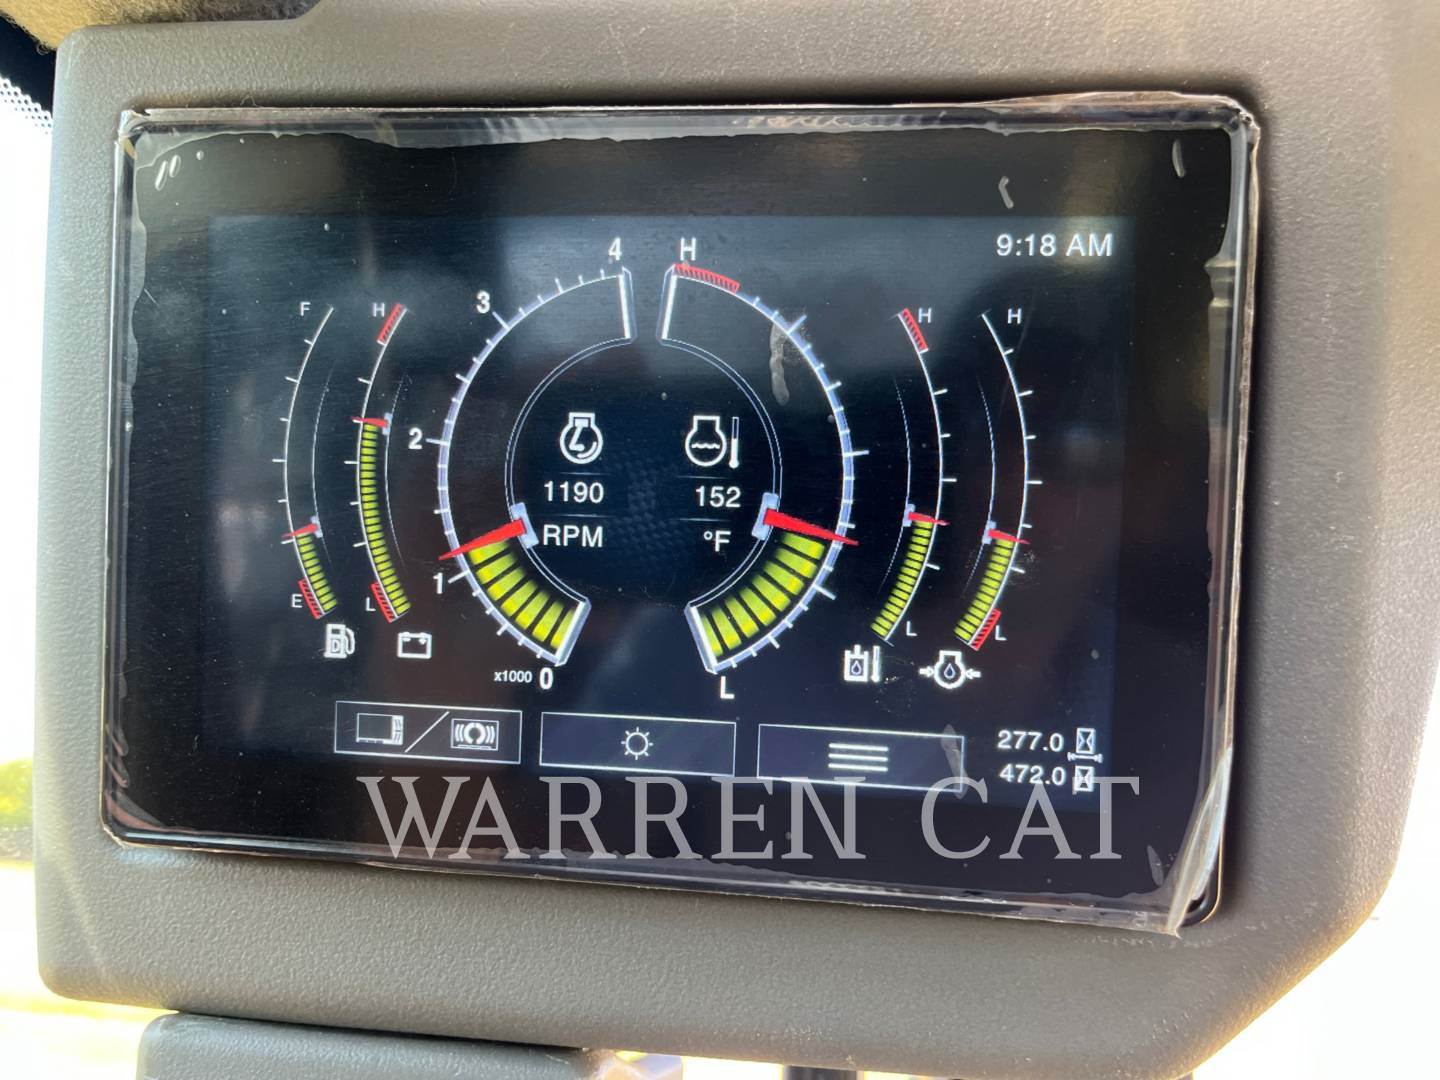 9:18 AM
4 H
3
F H H H
2
1190 152
RPM °F
1
E L L L
x1000 0 L
D
277.0
472.0
WARREN CAT